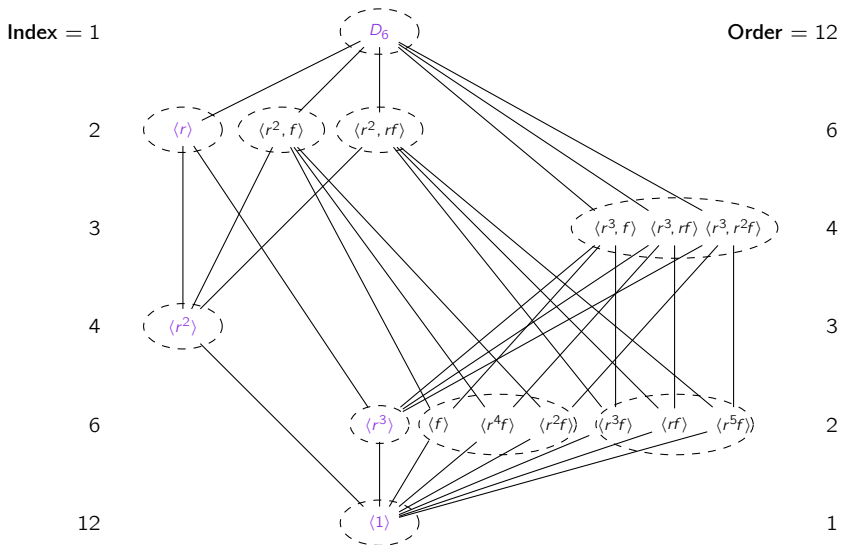 Index = 1 D₆ Order = 12
2 ⟨r⟩ ⟨r², f⟩ ⟨r², rf⟩ 6
3 ⟨r³, f⟩ ⟨r³, rf⟩ ⟨r³, r²f⟩ 4
4 ⟨r²⟩ 3
6 ⟨r³⟩ ⟨f⟩ ⟨r⁴f⟩ ⟨r²f⟩ ⟨r³f⟩ ⟨rf⟩ ⟨r⁵f⟩ 2
12 ⟨1⟩ 1